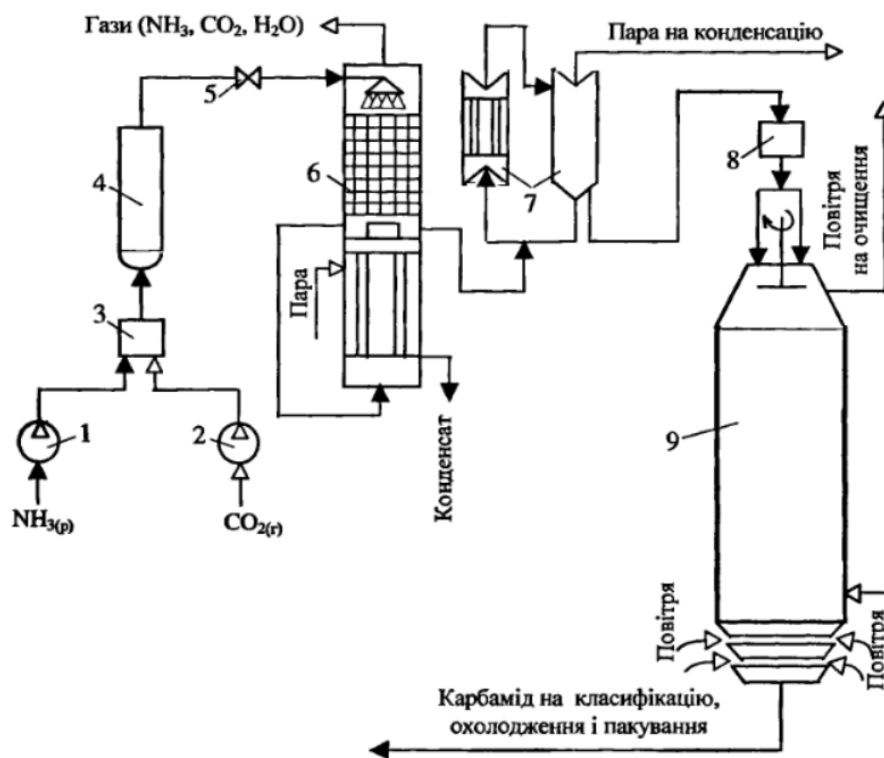 Гази (NH₃, CO₂, H₂O)
Пара на конденсацію
5
8
4
6
7
Повітря
на очищення
Пара
3
1
2
9
Конденсат
NH₃₍ₚ₎
CO₂₍г₎
Повітря
Повітря
Карбамід на класифікацію,
охолодження і пакування